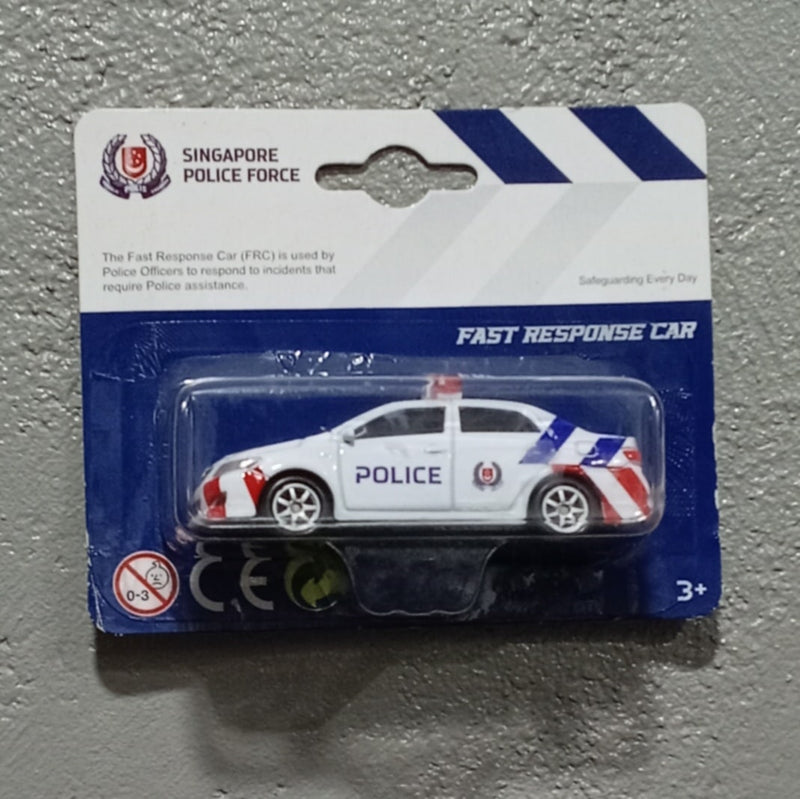 SINGAPORE
POLICE FORCE
The Fast Response Car (FRC) is used by
Police Officers to respond to incidents that
require Police assistance.
Safeguarding Every Day
FAST RESPONSE CAR
POLICE
0-3
CE
3+